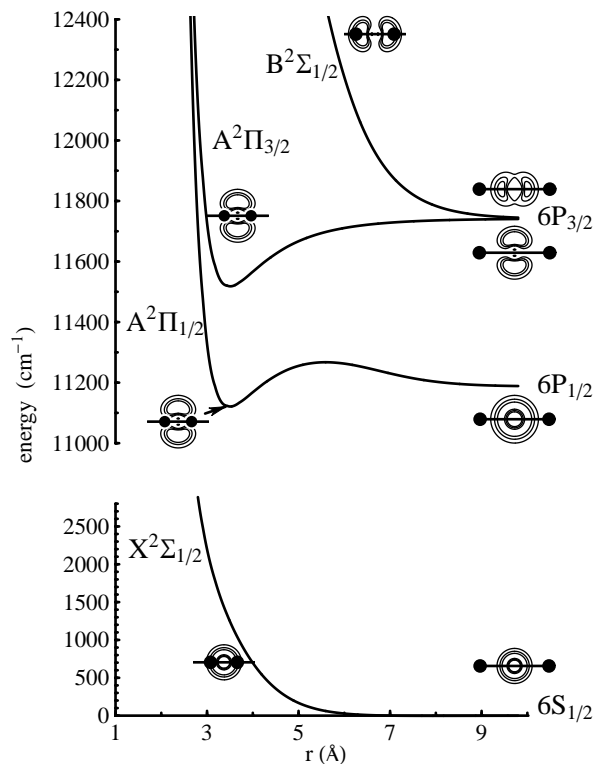 12400
12200
12000
11800
11600
11400
11200
11000
B²Σ₁/₂
A²Π₃/₂
6P₃/₂
A²Π₁/₂
6P₁/₂
energy (cm⁻¹)
2500
2000
1500
1000
500
0
X²Σ₁/₂
6S₁/₂
1 3 5 7 9
r (Å)